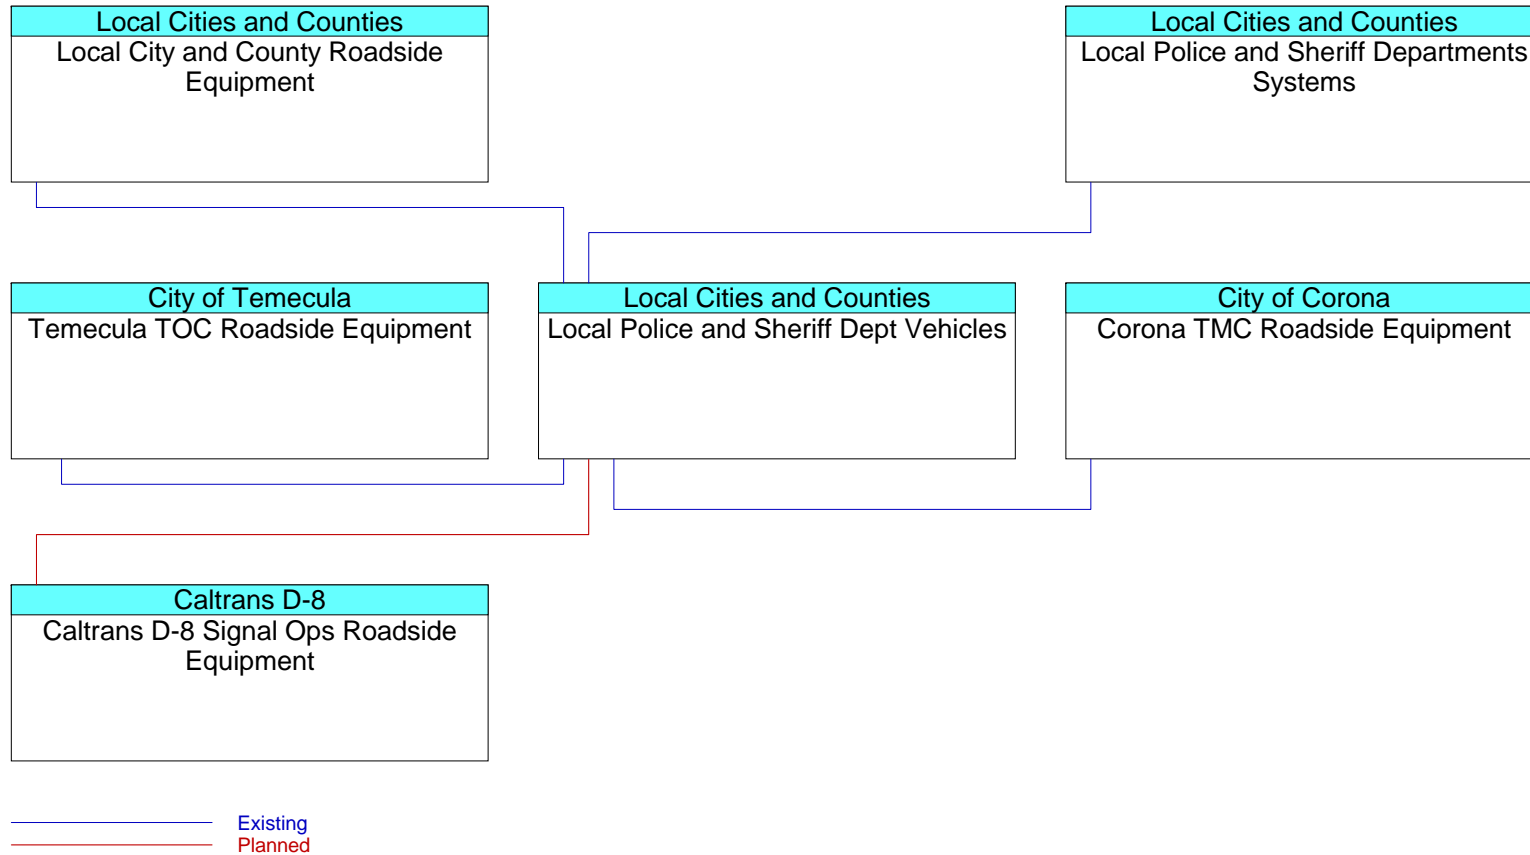 Local Cities and Counties
Local City and County Roadside
Equipment
Local Cities and Counties
Local Police and Sheriff Departments
Systems
City of Temecula
Temecula TOC Roadside Equipment
Local Cities and Counties
Local Police and Sheriff Dept Vehicles
City of Corona
Corona TMC Roadside Equipment
Caltrans D-8
Caltrans D-8 Signal Ops Roadside
Equipment
Existing
Planned